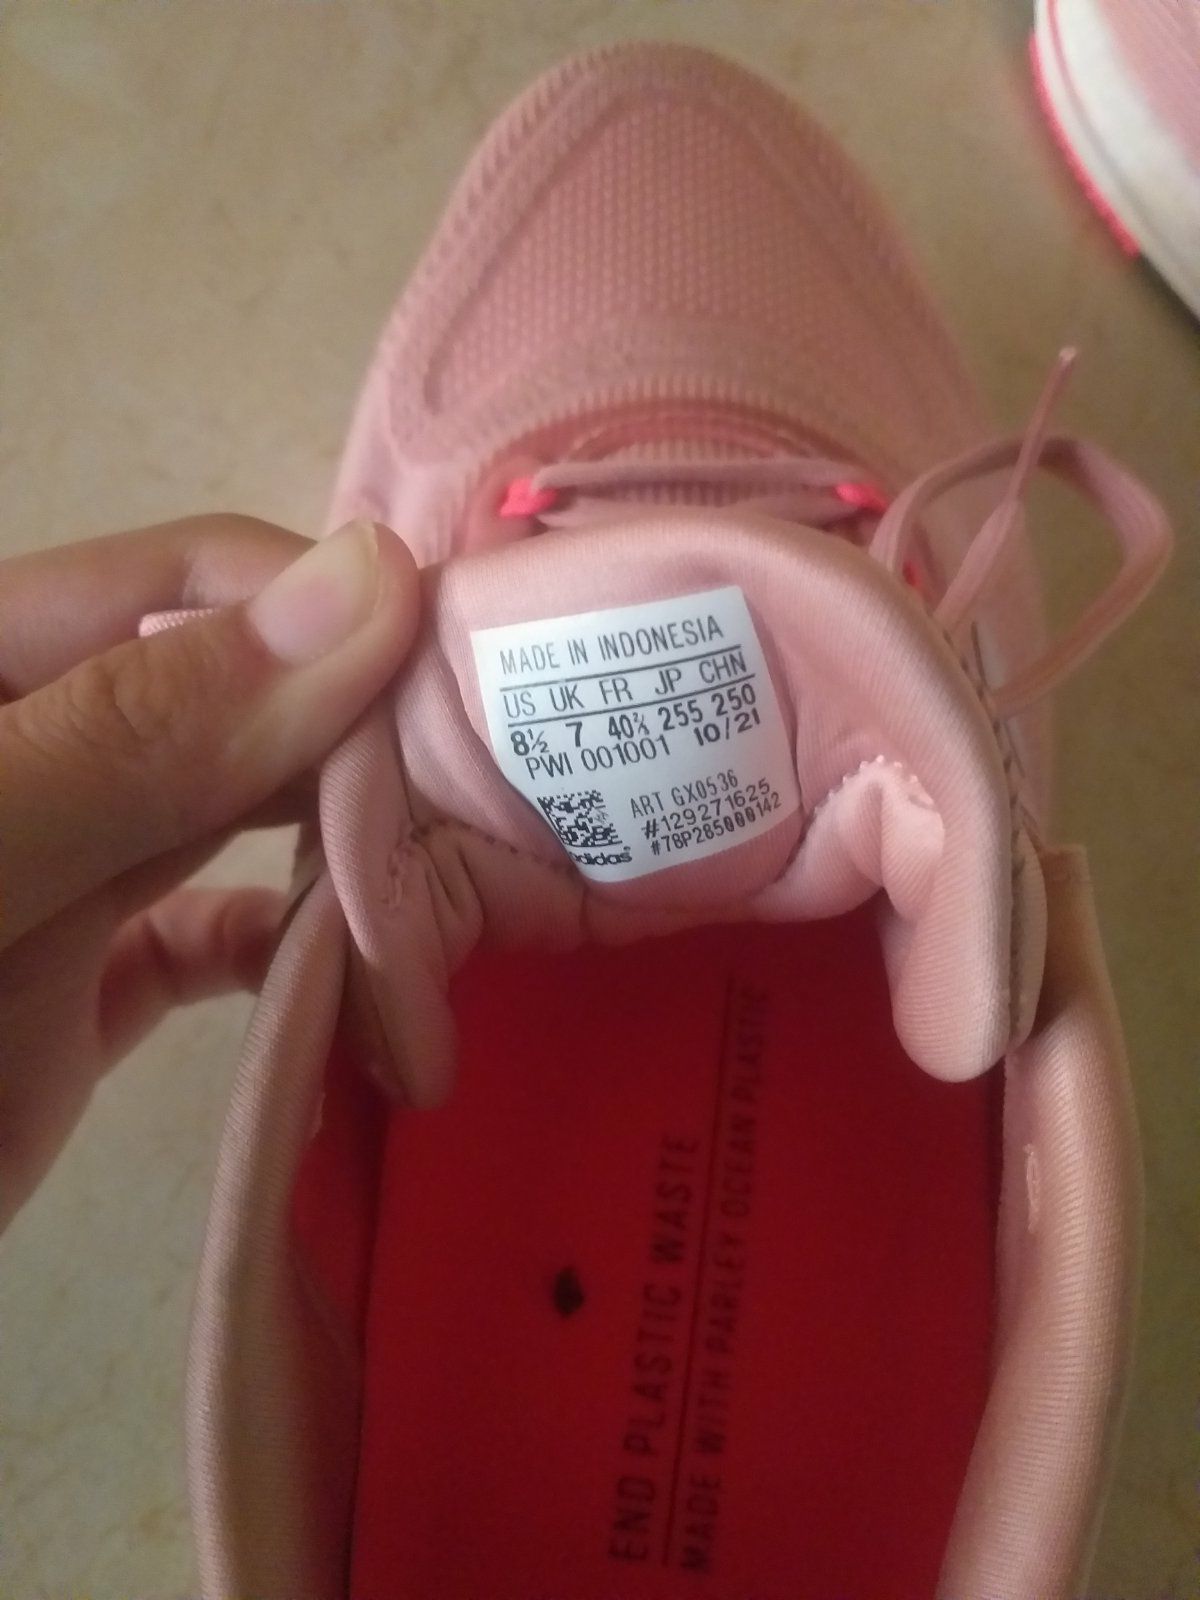 MADE IN INDONESIA
US UK FR JP CHN
8½ 7 40⅔ 255 250
PWI 001001 10/21
ART GX0536
#129271625
#78P285000142
adidas
END PLASTIC WASTE
MADE WITH PARLEY OCEAN PLASTIC